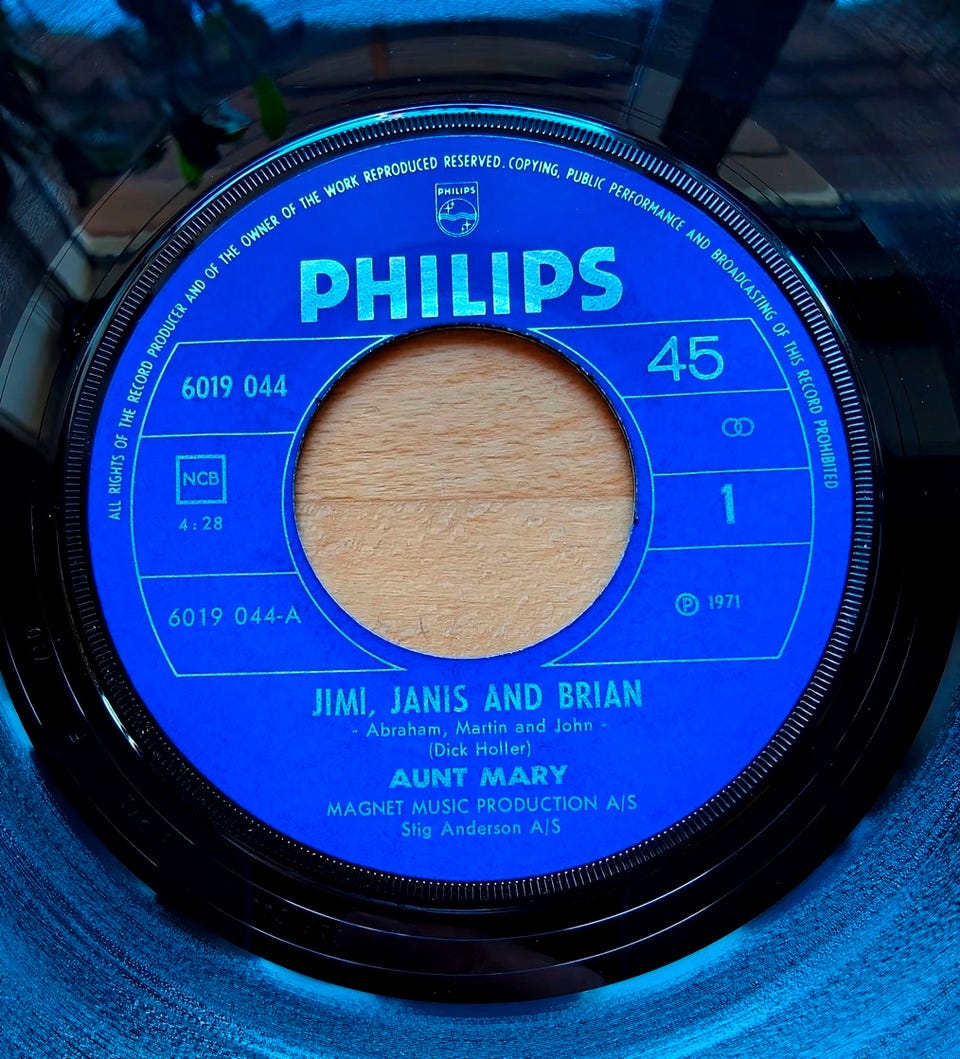 ALL RIGHTS OF THE RECORD PRODUCER AND OF THE OWNER OF THE WORK REPRODUCED RESERVED. COPYING, PUBLIC PERFORMANCE AND BROADCASTING OF THIS RECORD PROHIBITED
PHILIPS
PHILIPS
6019 044
45
NCB
4:28
1
6019 044-A
℗ 1971
JIMI, JANIS AND BRIAN
- Abraham, Martin and John -
(Dick Holler)
AUNT MARY
MAGNET MUSIC PRODUCTION A/S
Stig Anderson A/S